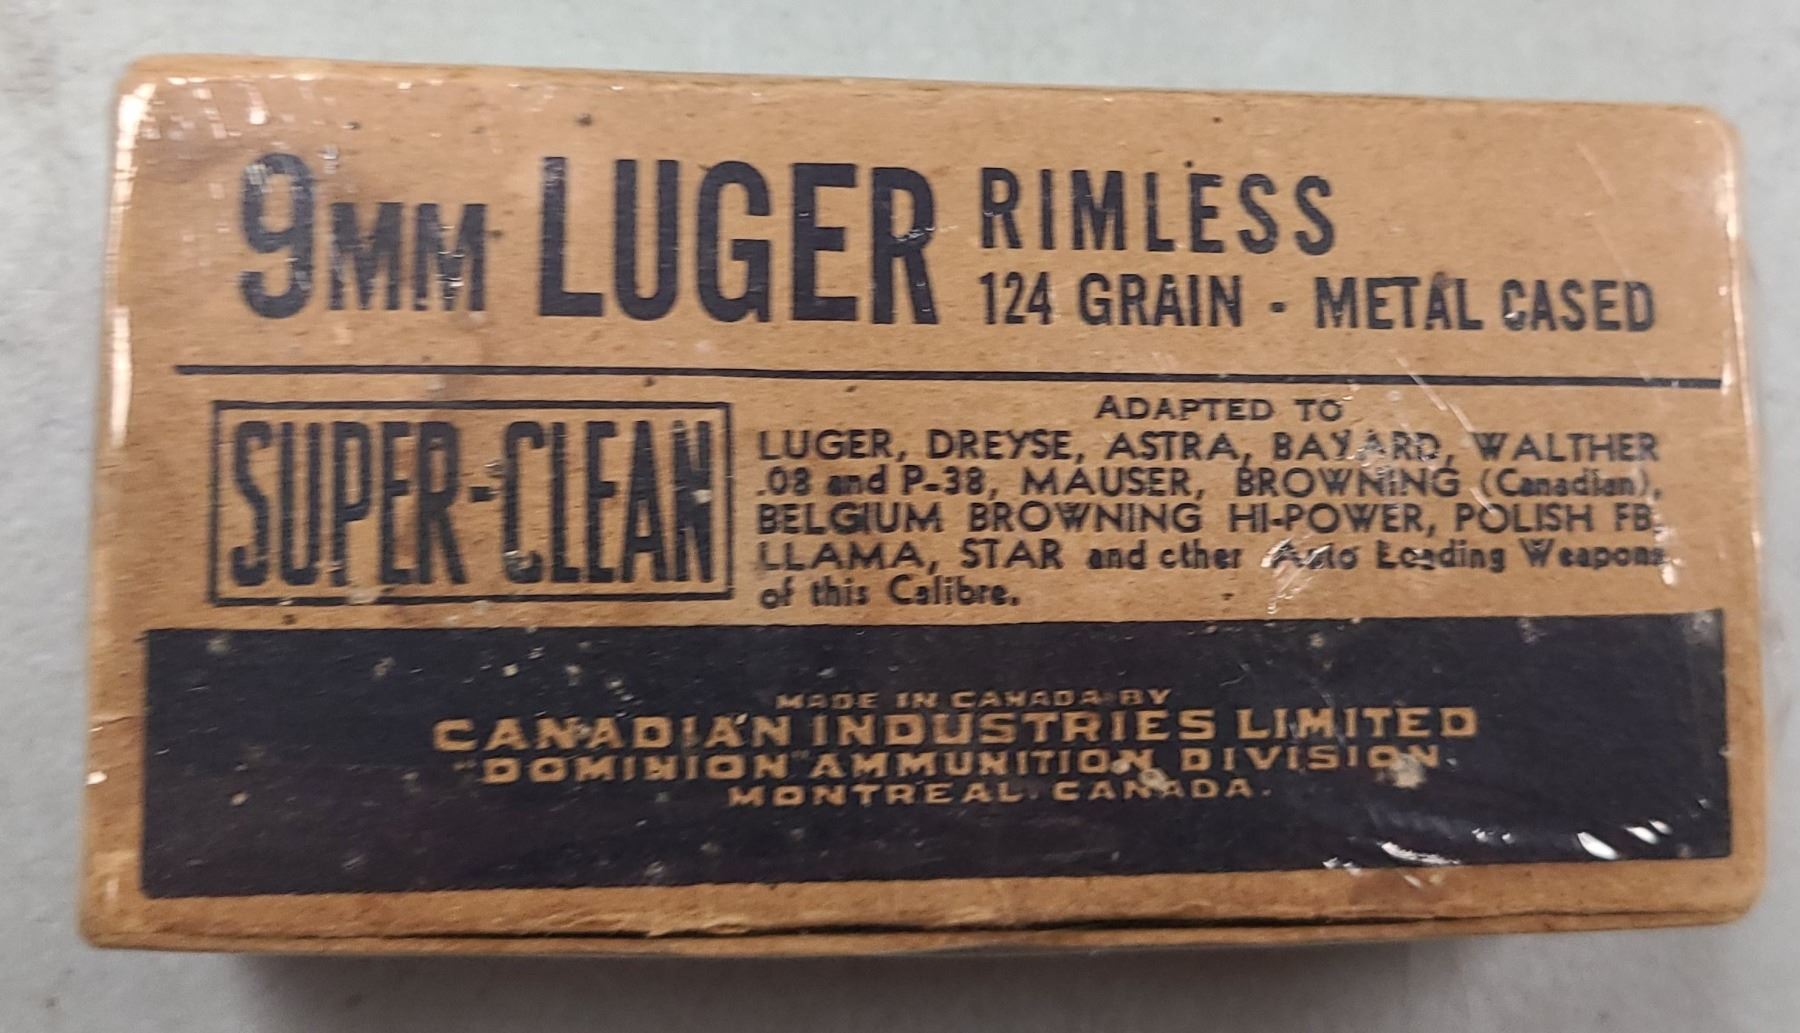 9MM LUGER RIMLESS
124 GRAIN - METAL CASED
SUPER-CLEAN
ADAPTED TO
LUGER, DREYSE, ASTRA, BAYARD, WALTHER
.08 and P-38, MAUSER, BROWNING (Canadian),
BELGIUM BROWNING HI-POWER, POLISH FB,
LLAMA, STAR and other Auto Loading Weapons
of this Calibre.
MADE IN CANADA BY
CANADIAN INDUSTRIES LIMITED
"DOMINION" AMMUNITION DIVISION
MONTREAL, CANADA.